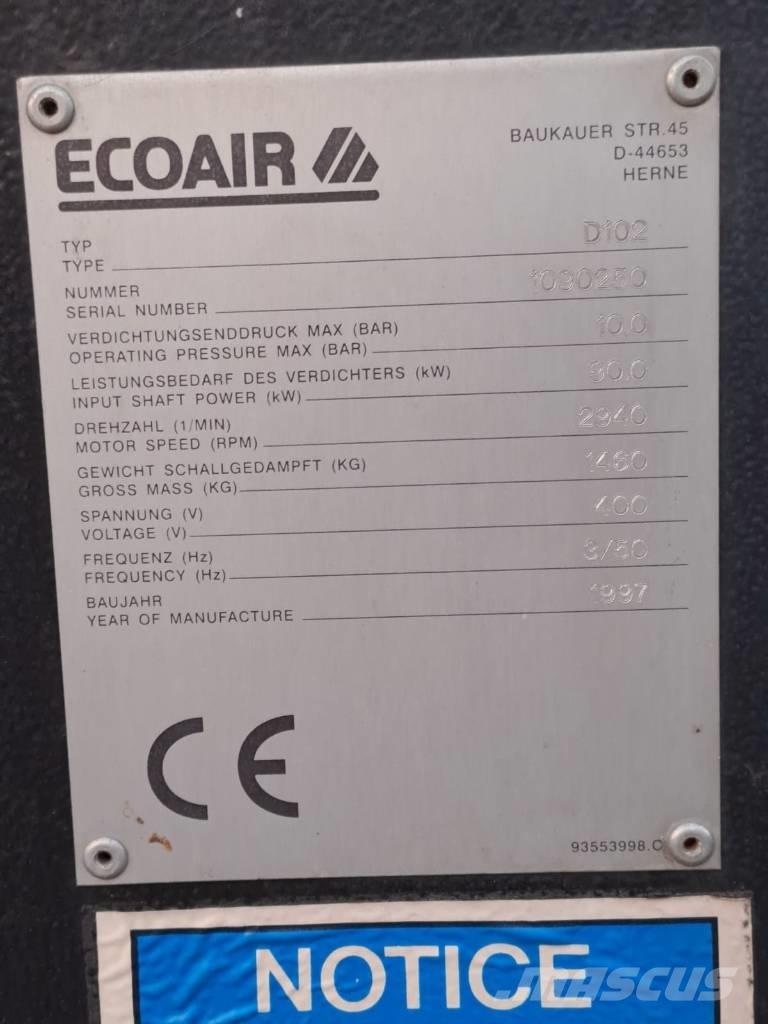 ECOAIR
BAUKAUER STR.45
D-44653
HERNE
TYP
TYPE D102
NUMMER
SERIAL NUMBER 1090250
VERDICHTUNGSENDDRUCK MAX (BAR)
OPERATING PRESSURE MAX (BAR) 10.0
LEISTUNGSBEDARF DES VERDICHTERS (kW)
INPUT SHAFT POWER (kW) 90.0
DREHZAHL (1/MIN)
MOTOR SPEED (RPM) 2940
GEWICHT SCHALLGEDAMPFT (KG)
GROSS MASS (KG) 1460
SPANNUNG (V)
VOLTAGE (V) 400
FREQUENZ (Hz)
FREQUENCY (Hz) 3/50
BAUJAHR
YEAR OF MANUFACTURE 1997
CE
93553998.C
NOTICE
MASCUS